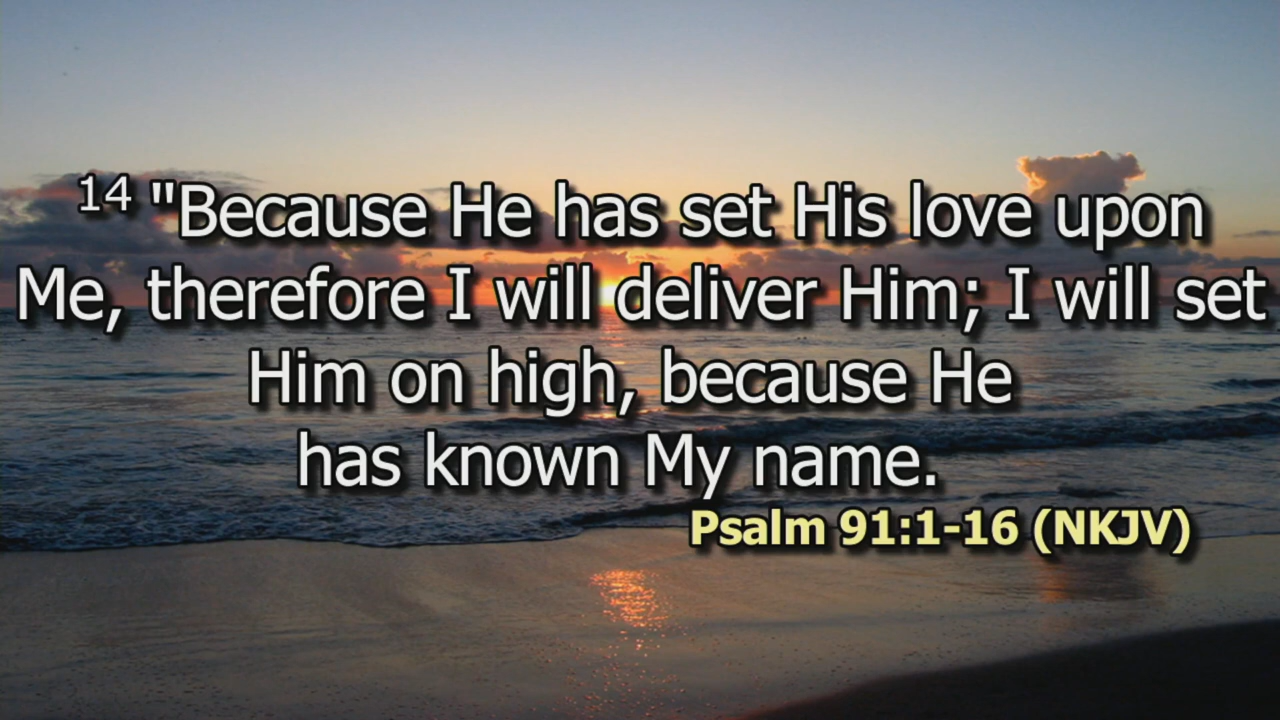 14 "Because He has set His love upon
Me, therefore I will deliver Him; I will set
Him on high, because He
has known My name.
Psalm 91:1-16 (NKJV)